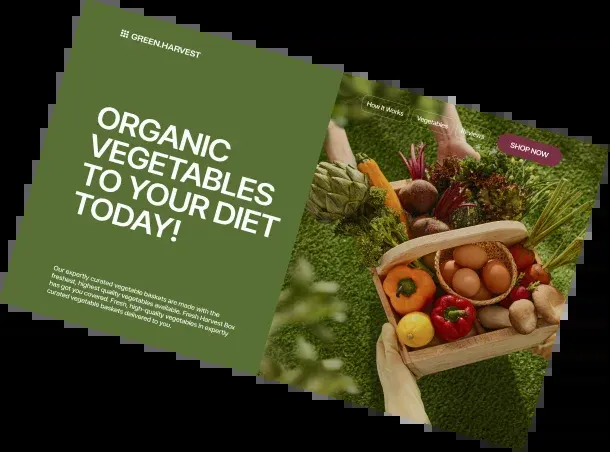 GREEN.HARVEST
How It Works
Vegetables
Reviews
SHOP NOW
ORGANIC
VEGETABLES
TO YOUR DIET
TODAY!
Our expertly curated vegetable baskets are made with the
freshest, highest quality vegetables available. Fresh Harvest Box
has got you covered. Fresh, high-quality vegetables in expertly
curated vegetable baskets delivered to you.